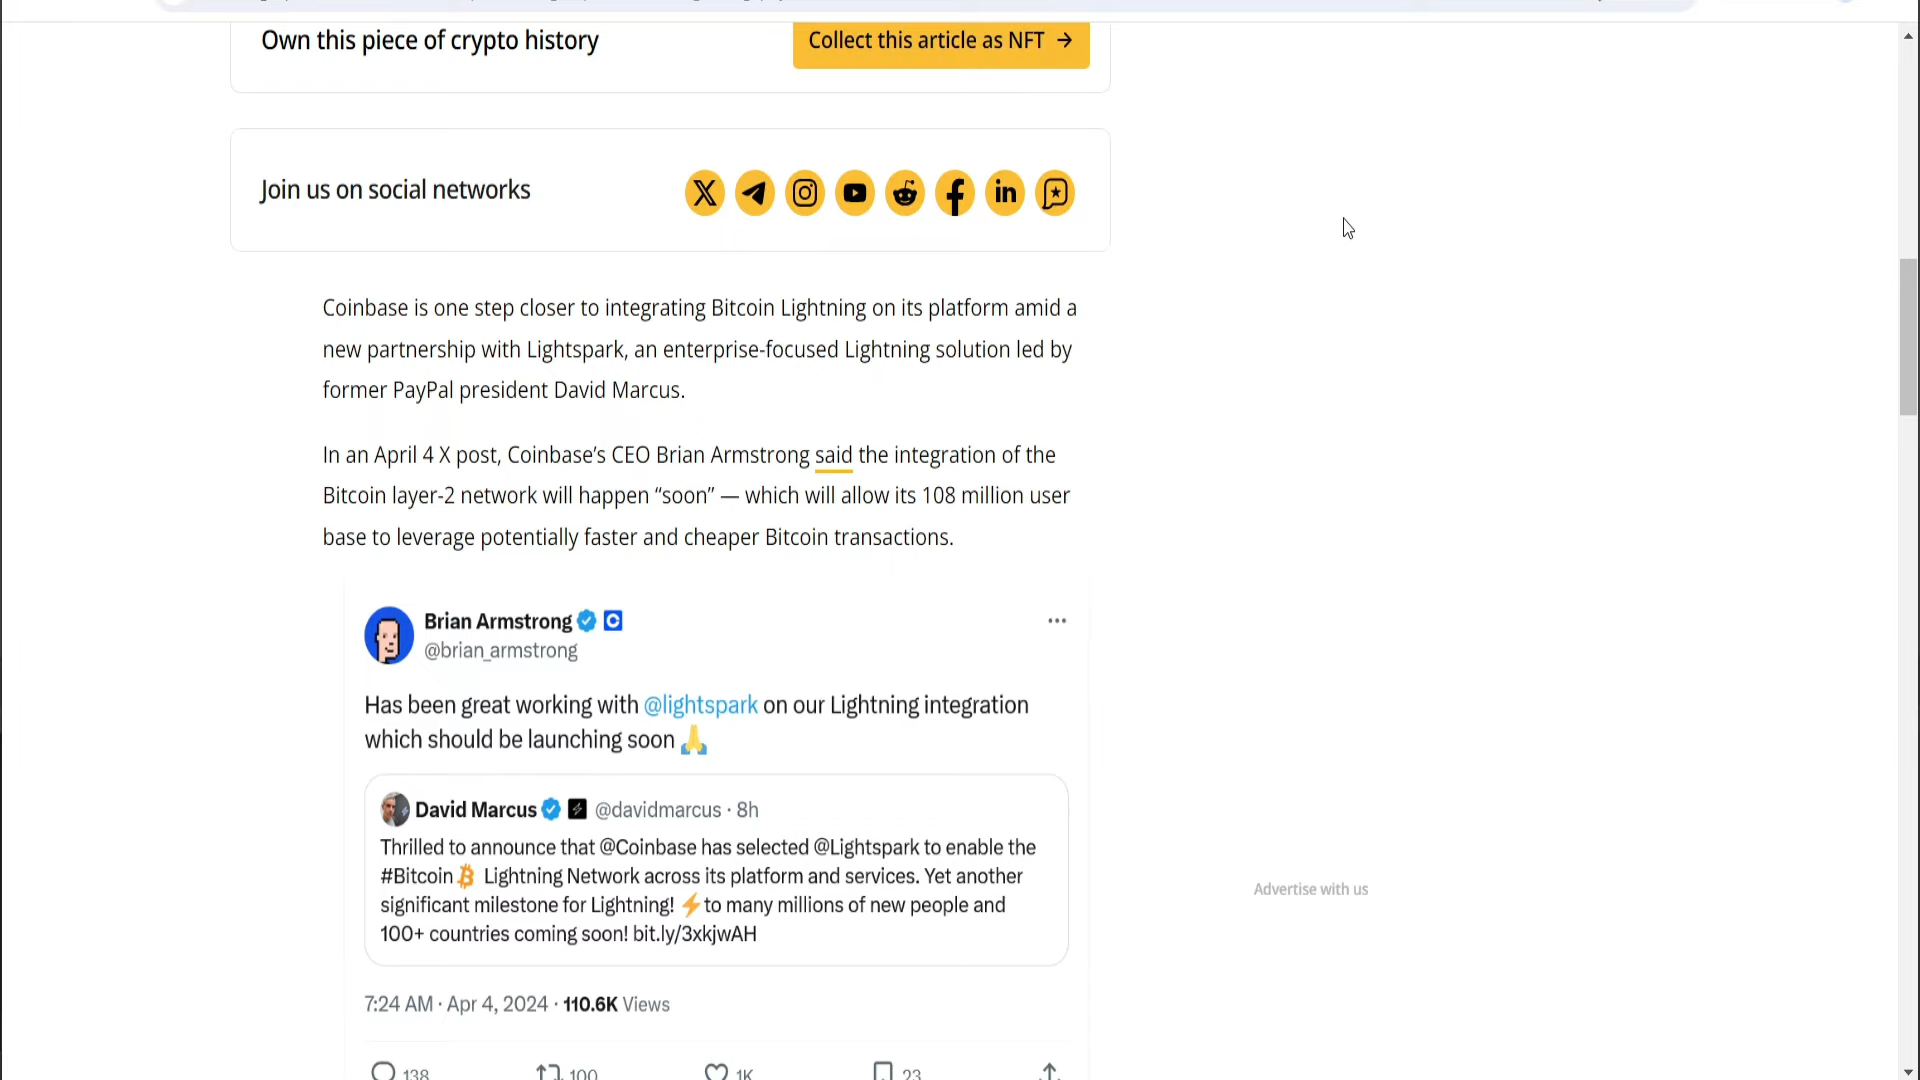 Own this piece of crypto history
Collect this article as NFT →
Join us on social networks
Coinbase is one step closer to integrating Bitcoin Lightning on its platform amid a
new partnership with Lightspark, an enterprise-focused Lightning solution led by
former PayPal president David Marcus.
In an April 4 X post, Coinbase’s CEO Brian Armstrong said the integration of the
Bitcoin layer-2 network will happen “soon” — which will allow its 108 million user
base to leverage potentially faster and cheaper Bitcoin transactions.
Brian Armstrong
@brian_armstrong
Has been great working with @lightspark on our Lightning integration
which should be launching soon 🙏
David Marcus @davidmarcus · 8h
Thrilled to announce that @Coinbase has selected @Lightspark to enable the
#Bitcoin Lightning Network across its platform and services. Yet another
significant milestone for Lightning! ⚡to many millions of new people and
100+ countries coming soon! bit.ly/3xkjwAH
7:24 AM · Apr 4, 2024 · 110.6K Views
138 100 1K 23
Advertise with us